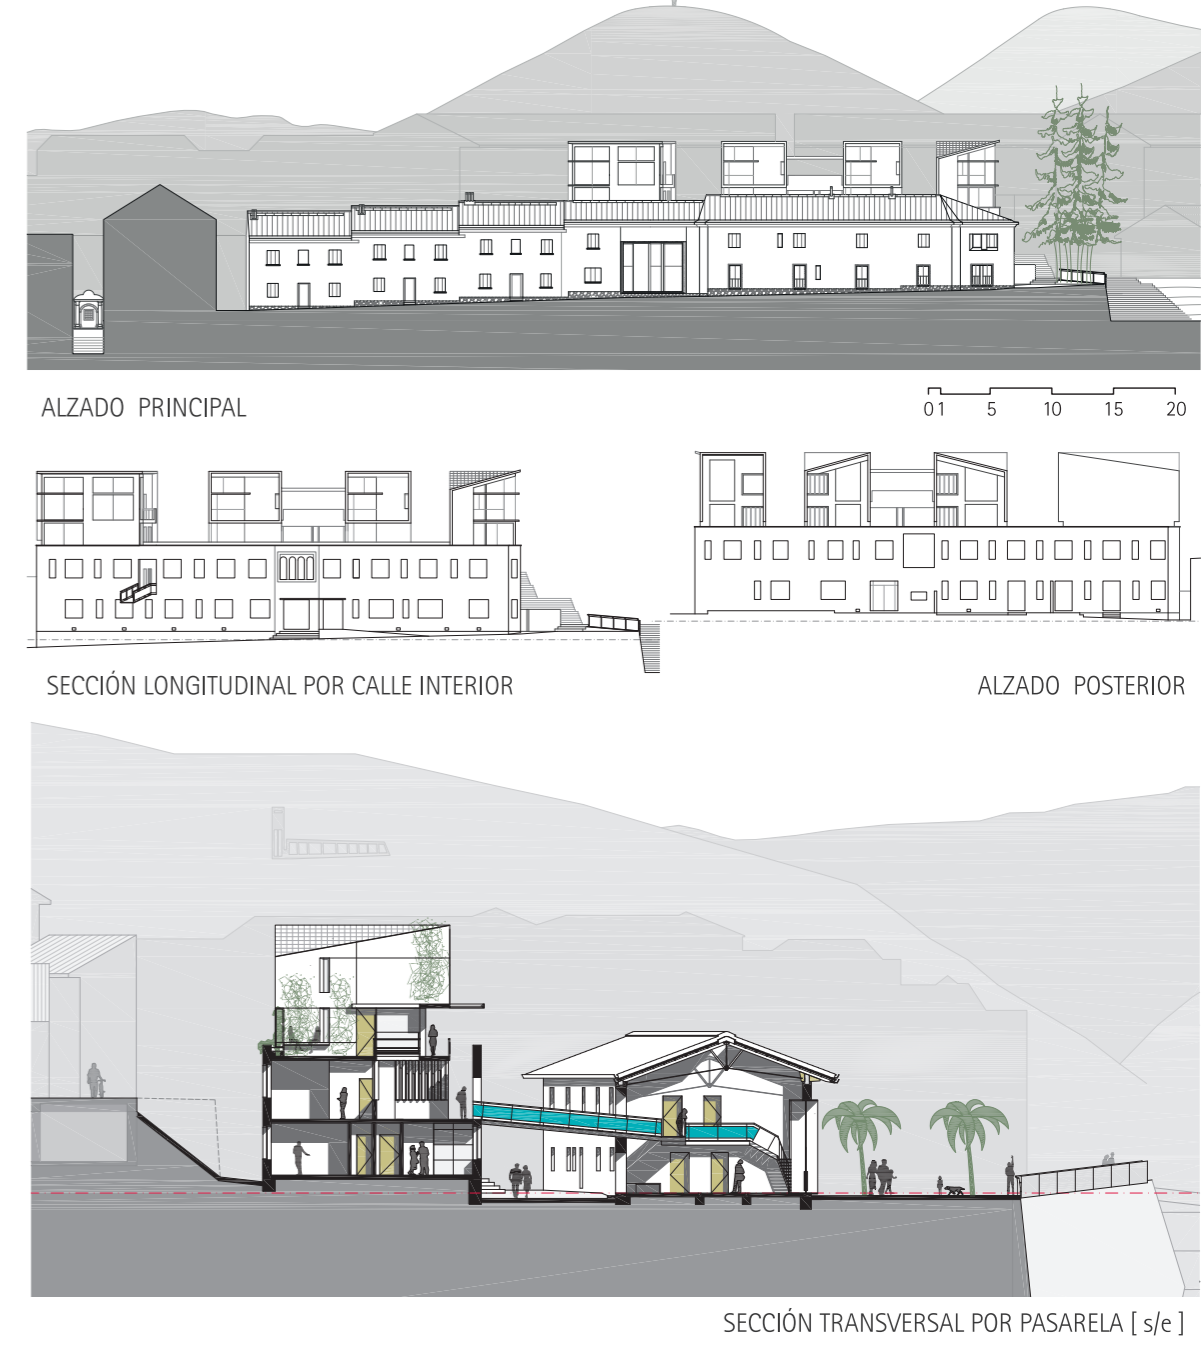 ALZADO PRINCIPAL
0 1 5 10 15 20
SECCIÓN LONGITUDINAL POR CALLE INTERIOR
ALZADO POSTERIOR
SECCIÓN TRANSVERSAL POR PASARELA [ s/e ]